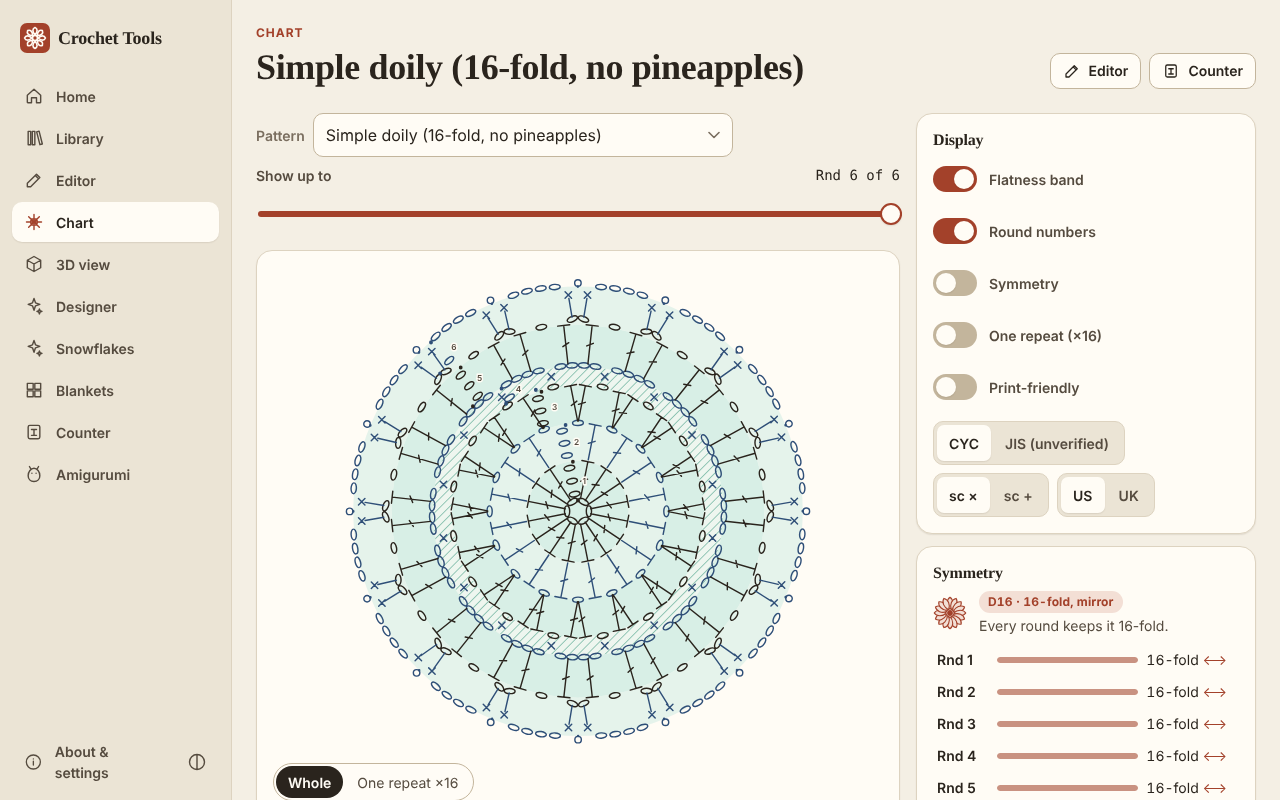 Crochet Tools
Home
Library
Editor
Chart
3D view
Designer
Snowflakes
Blankets
Counter
Amigurumi
About &
settings
CHART
Simple doily (16-fold, no pineapples)
Editor
Counter
Pattern
Simple doily (16-fold, no pineapples)
Show up to
Rnd 6 of 6
6
5
4
3
2
1
Whole
One repeat ×16
Display
Flatness band
Round numbers
Symmetry
One repeat (×16)
Print-friendly
CYC
JIS (unverified)
sc ×
sc +
US
UK
Symmetry
D16 · 16-fold, mirror
Every round keeps it 16-fold.
Rnd 1 16-fold
Rnd 2 16-fold
Rnd 3 16-fold
Rnd 4 16-fold
Rnd 5 16-fold